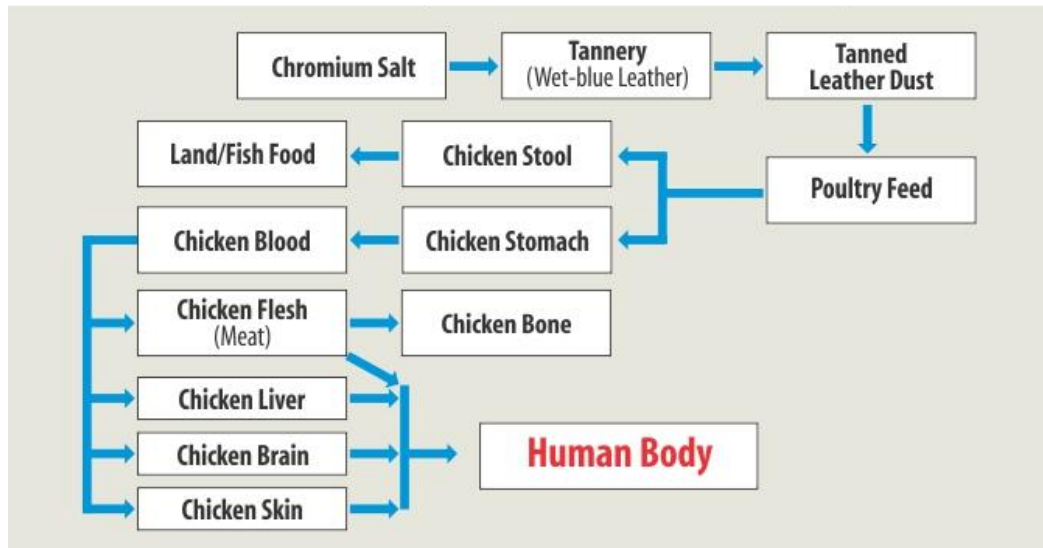 Chromium Salt
Tannery
(Wet-blue Leather)
Tanned
Leather Dust
Land/Fish Food
Chicken Stool
Poultry Feed
Chicken Blood
Chicken Stomach
Chicken Flesh
(Meat)
Chicken Bone
Chicken Liver
Chicken Brain
Human Body
Chicken Skin